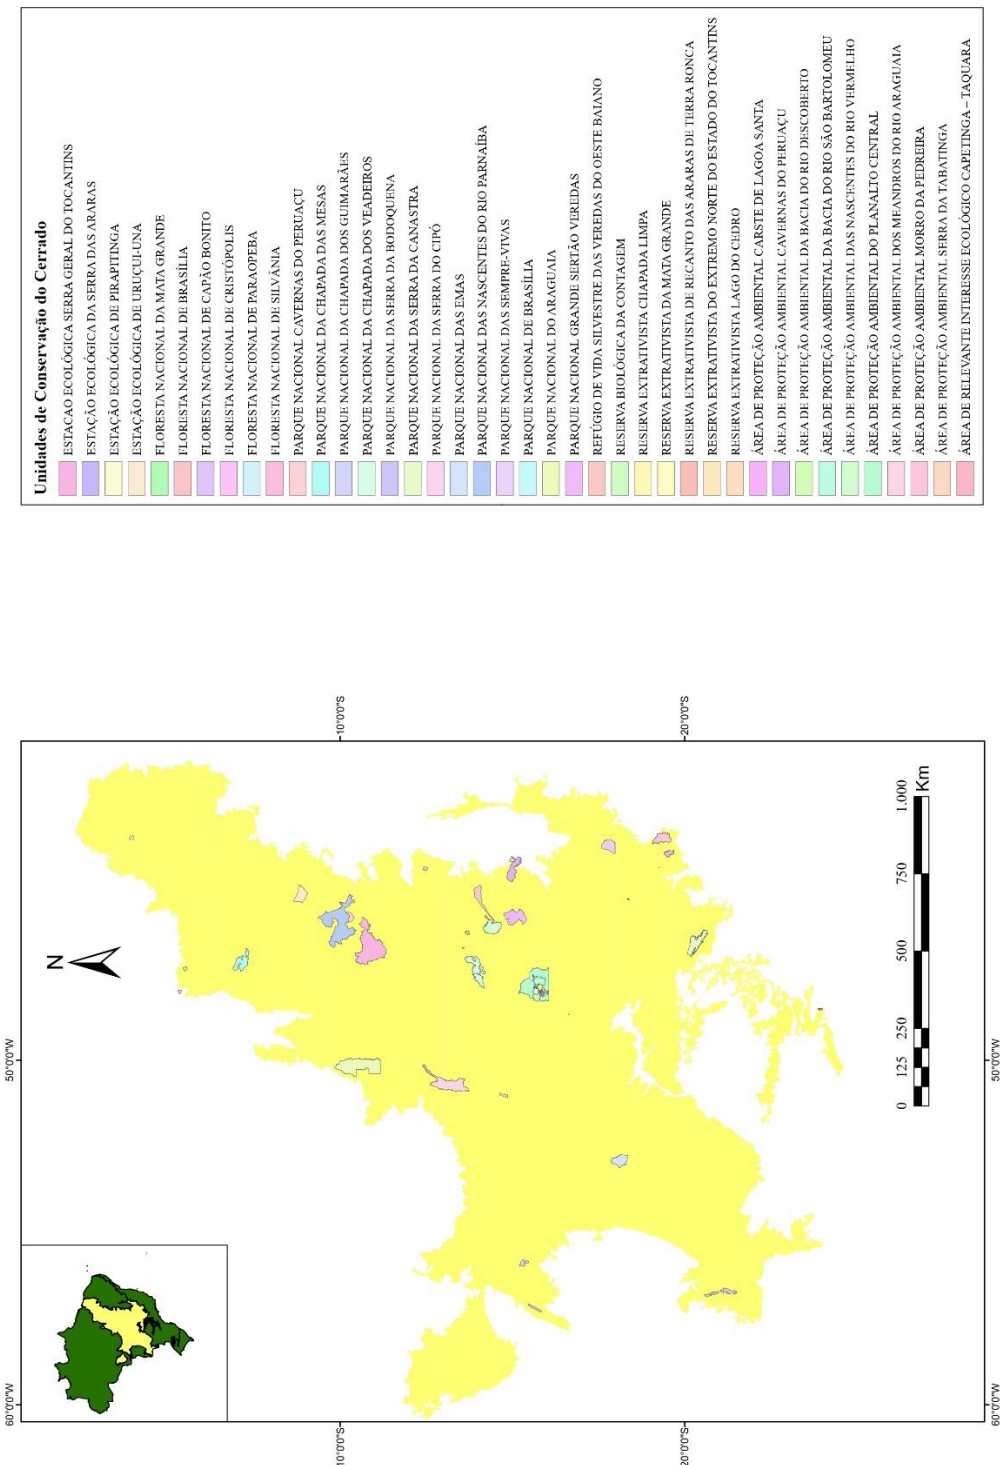 Unidades de Conservação do Cerrado
ESTACAO ECOLÓGICA SERRA GERAL DO TOCANTINS
ESTAÇÃO ECOLÓGICA DA SERRA DAS ARARAS
ESTAÇÃO ECOLÓGICA DE PIRAPITINGA
ESTAÇÃO ECOLÓGICA DE URUÇUI-UNA
FLORESTA NACIONAL DA MATA GRANDE
FLORESTA NACIONAL DE BRASÍLIA
FLORESTA NACIONAL DE CAPÃO BONITO
FLORESTA NACIONAL DE CRISTÓPOLIS
FLORESTA NACIONAL DE PARAOPEBA
FLORESTA NACIONAL DE SILVÂNIA
PARQUE NACIONAL CAVERNAS DO PERUAÇU
PARQUE NACIONAL DA CHAPADA DAS MESAS
PARQUE NACIONAL DA CHAPADA DOS GUIMARÃES
PARQUE NACIONAL DA CHAPADA DOS VEADEIROS
PARQUE NACIONAL DA SERRA DA BODOQUENA
PARQUE NACIONAL DA SERRA DA CANASTRA
PARQUE NACIONAL DA SERRA DO CIPÓ
PARQUE NACIONAL DAS EMAS
PARQUE NACIONAL DAS NASCENTES DO RIO PARNAÍBA
PARQUE NACIONAL DAS SEMPRE-VIVAS
PARQUE NACIONAL DE BRASÍLIA
PARQUE NACIONAL DO ARAGUAIA
PARQUE NACIONAL GRANDE SERTÃO VEREDAS
REFÚGIO DE VIDA SILVESTRE DAS VEREDAS DO OESTE BAIANO
RESERVA BIOLÓGICA DA CONTAGEM
RESERVA EXTRATIVISTA CHAPADA LIMPA
RESERVA EXTRATIVISTA DA MATA GRANDE
RESERVA EXTRATIVISTA DE RECANTO DAS ARARAS DE TERRA RONCA
RESERVA EXTRATIVISTA DO EXTREMO NORTE DO ESTADO DO TOCANTINS
RESERVA EXTRATIVISTA LAGO DO CEDRO
ÁREA DE PROTEÇÃO AMBIENTAL CARSTE DE LAGOA SANTA
ÁREA DE PROTEÇÃO AMBIENTAL CAVERNAS DO PERUAÇU
ÁREA DE PROTEÇÃO AMBIENTAL DA BACIA DO RIO DESCOBERTO
ÁREA DE PROTEÇÃO AMBIENTAL DA BACIA DO RIO SÃO BARTOLOMEU
ÁREA DE PROTEÇÃO AMBIENTAL DAS NASCENTES DO RIO VERMELHO
ÁREA DE PROTEÇÃO AMBIENTAL DO PLANALTO CENTRAL
ÁREA DE PROTEÇÃO AMBIENTAL DOS MEANDROS DO RIO ARAGUAIA
ÁREA DE PROTEÇÃO AMBIENTAL MORRO DA PEDREIRA
ÁREA DE PROTEÇÃO AMBIENTAL SERRA DA TABATINGA
ÁREA DE RELEVANTE INTERESSE ECOLÓGICO CAPETINGA – TAQUARA
60°0'0"W
50°0'0"W
N
10°0'0"S
10°0'0"S
20°0'0"S
20°0'0"S
0 125 250 500 750 1.000
Km
60°0'0"W
50°0'0"W